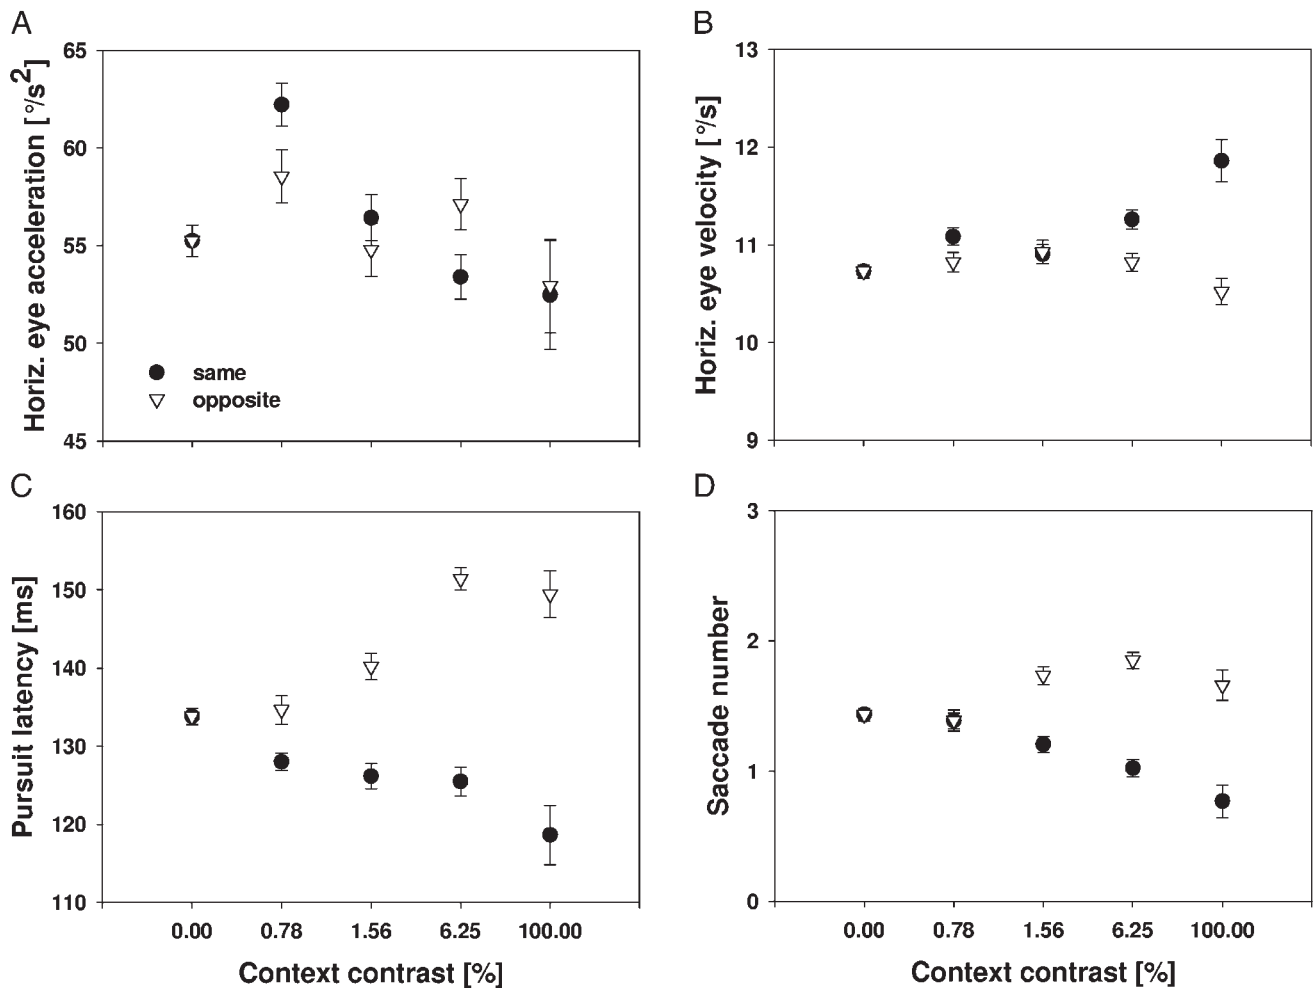 A
Horiz. eye acceleration [°/s2]
65
60
55
50
45
same
opposite
B
Horiz. eye velocity [°/s]
13
12
11
10
9
C
Pursuit latency [ms]
160
150
140
130
120
110
0.00 0.78 1.56 6.25 100.00
Context contrast [%]
D
Saccade number
3
2
1
0
0.00 0.78 1.56 6.25 100.00
Context contrast [%]